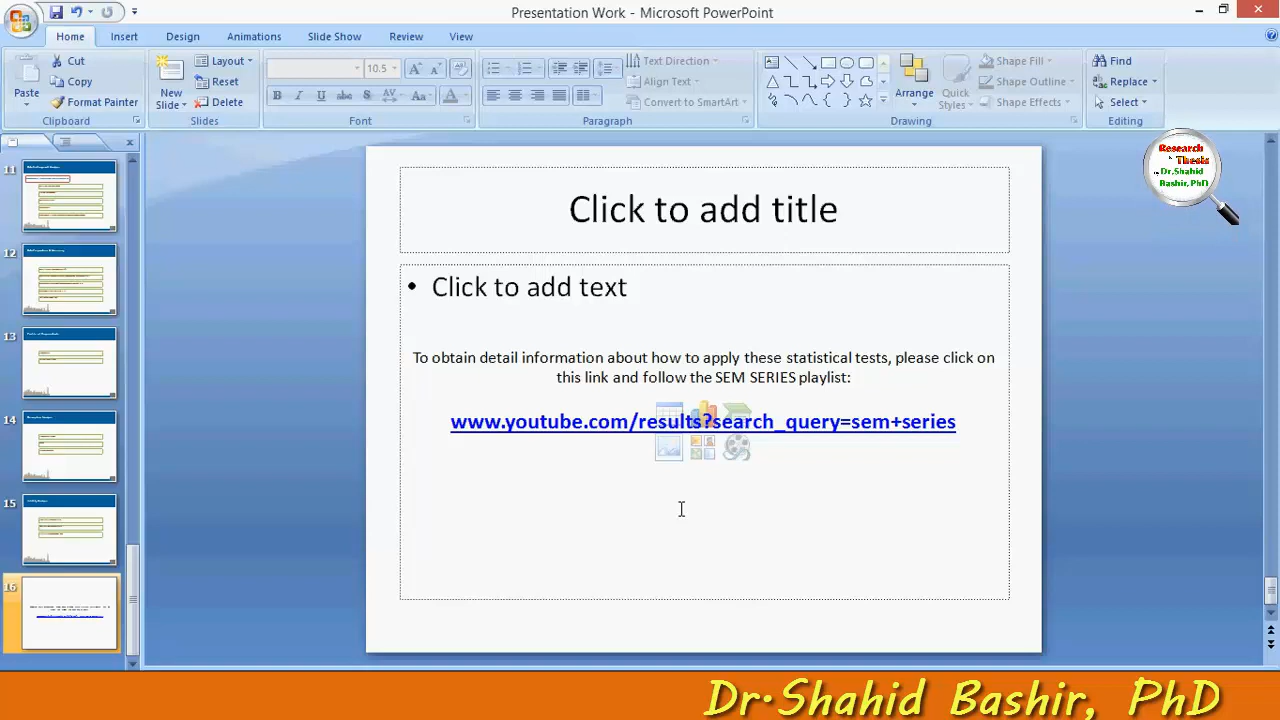 Presentation Work - Microsoft PowerPoint
Home Insert Design Animations Slide Show Review View
Paste
Cut
Copy
Format Painter
Clipboard
New Slide
Layout
Reset
Delete
Slides
10.5
B I U abc S AV Aa A
Font
Text Direction
Align Text
Convert to SmartArt
Paragraph
Arrange
Quick Styles
Shape Fill
Shape Outline
Shape Effects
Drawing
Find
Replace
Select
Editing
11
12
13
14
15
16
Research
Thesis
Dr.Shahid
Bashir, PhD
Click to add title
• Click to add text
To obtain detail information about how to apply these statistical tests, please click on
this link and follow the SEM SERIES playlist:
www.youtube.com/results?search_query=sem+series
Dr.Shahid Bashir, PhD